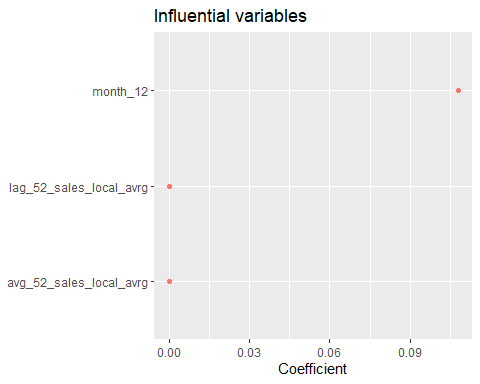 Influential variables
month_12
lag_52_sales_local_avrg
avg_52_sales_local_avrg
0.00 0.03 0.06 0.09
Coefficient